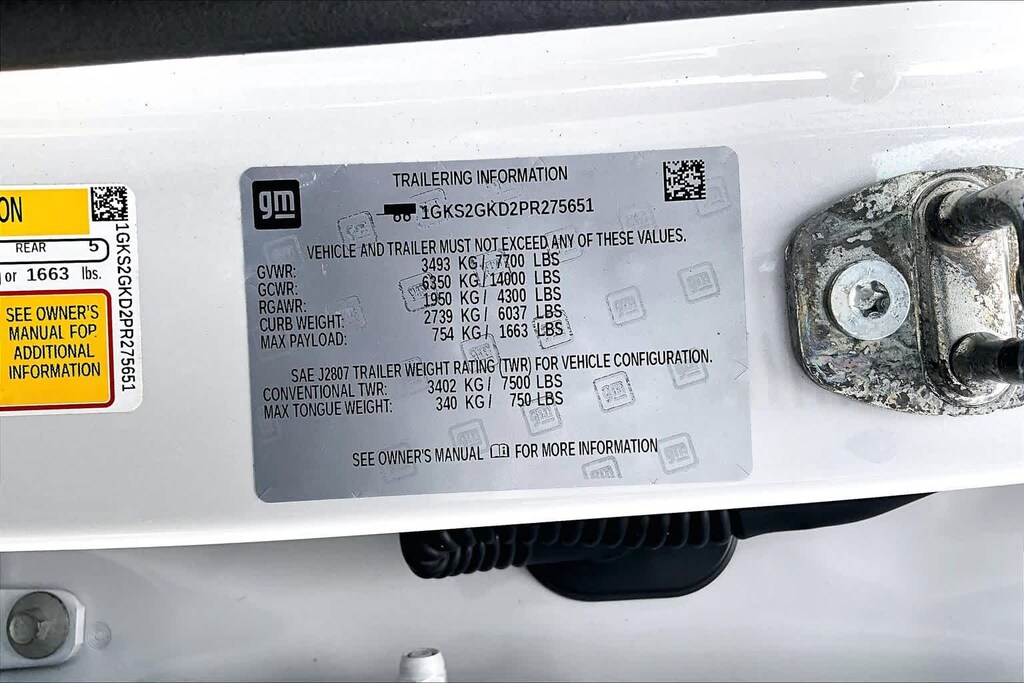 ON
REAR 5
or 1663 lbs.
SEE OWNER'S
MANUAL FOR
ADDITIONAL
INFORMATION
1GKS2GKD2PR275651
gm
TRAILERING INFORMATION
1GKS2GKD2PR275651
VEHICLE AND TRAILER MUST NOT EXCEED ANY OF THESE VALUES.
GVWR: 3493 KG / 7700 LBS
GCWR: 6350 KG / 14000 LBS
RGAWR: 1950 KG / 4300 LBS
CURB WEIGHT: 2739 KG / 6037 LBS
MAX PAYLOAD: 754 KG / 1663 LBS
SAE J2807 TRAILER WEIGHT RATING (TWR) FOR VEHICLE CONFIGURATION.
CONVENTIONAL TWR: 3402 KG / 7500 LBS
MAX TONGUE WEIGHT: 340 KG / 750 LBS
SEE OWNER'S MANUAL FOR MORE INFORMATION